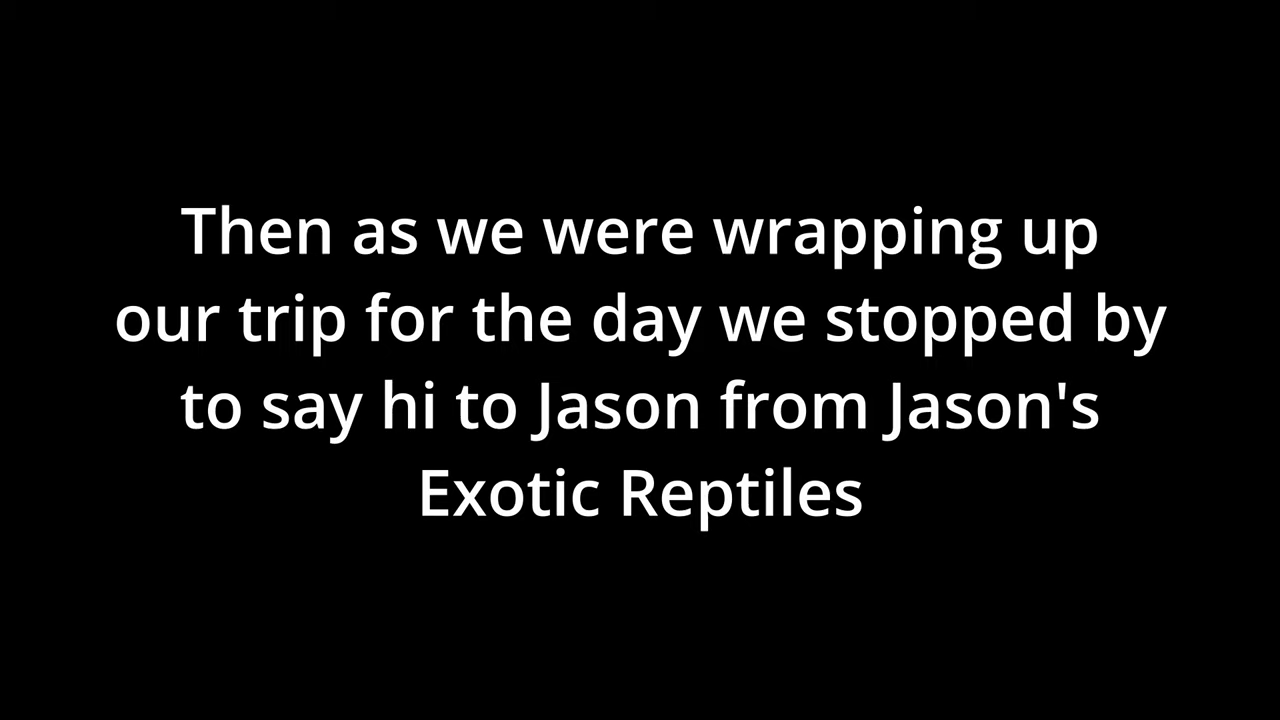 Then as we were wrapping up
our trip for the day we stopped by
to say hi to Jason from Jason's
Exotic Reptiles